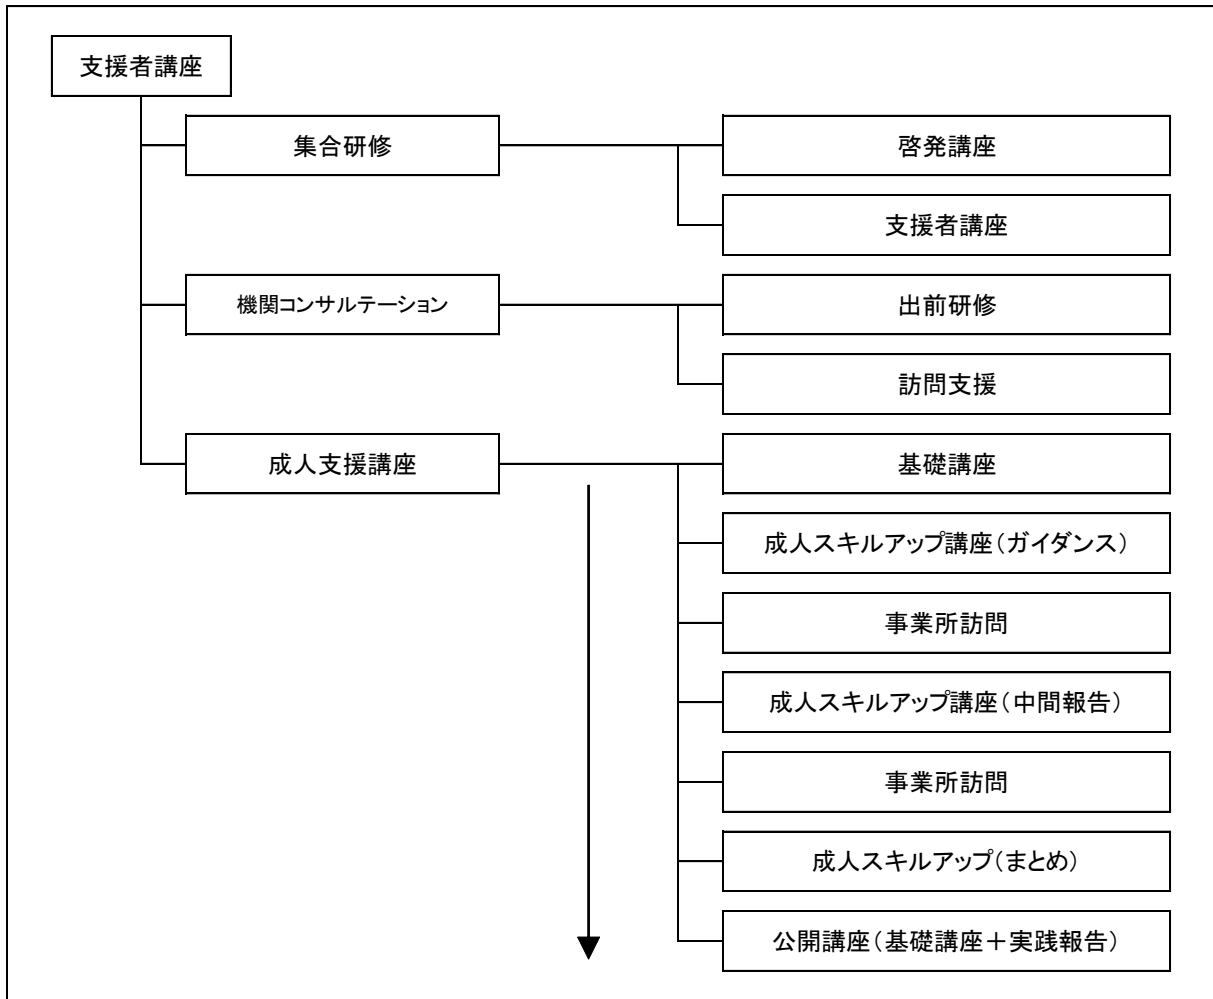 支援者講座
集合研修
啓発講座
支援者講座
機関コンサルテーション
出前研修
訪問支援
成人支援講座
基礎講座
成人スキルアップ講座(ガイダンス)
事業所訪問
成人スキルアップ講座(中間報告)
事業所訪問
成人スキルアップ(まとめ)
公開講座(基礎講座＋実践報告)